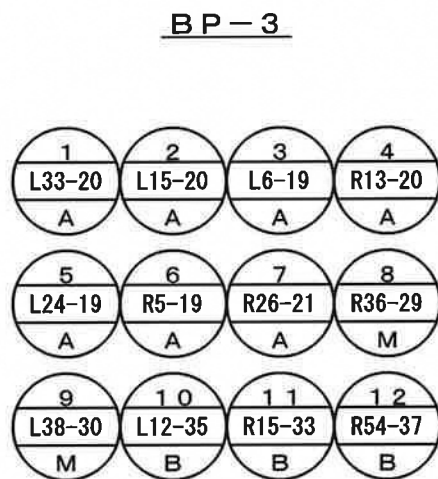 BP－3
1 2 3 4
L33-20 L15-20 L6-19 R13-20
A A A A
5 6 7 8
L24-19 R5-19 R26-21 R36-29
A A A M
9 10 11 12
L38-30 L12-35 R15-33 R54-37
M B B B